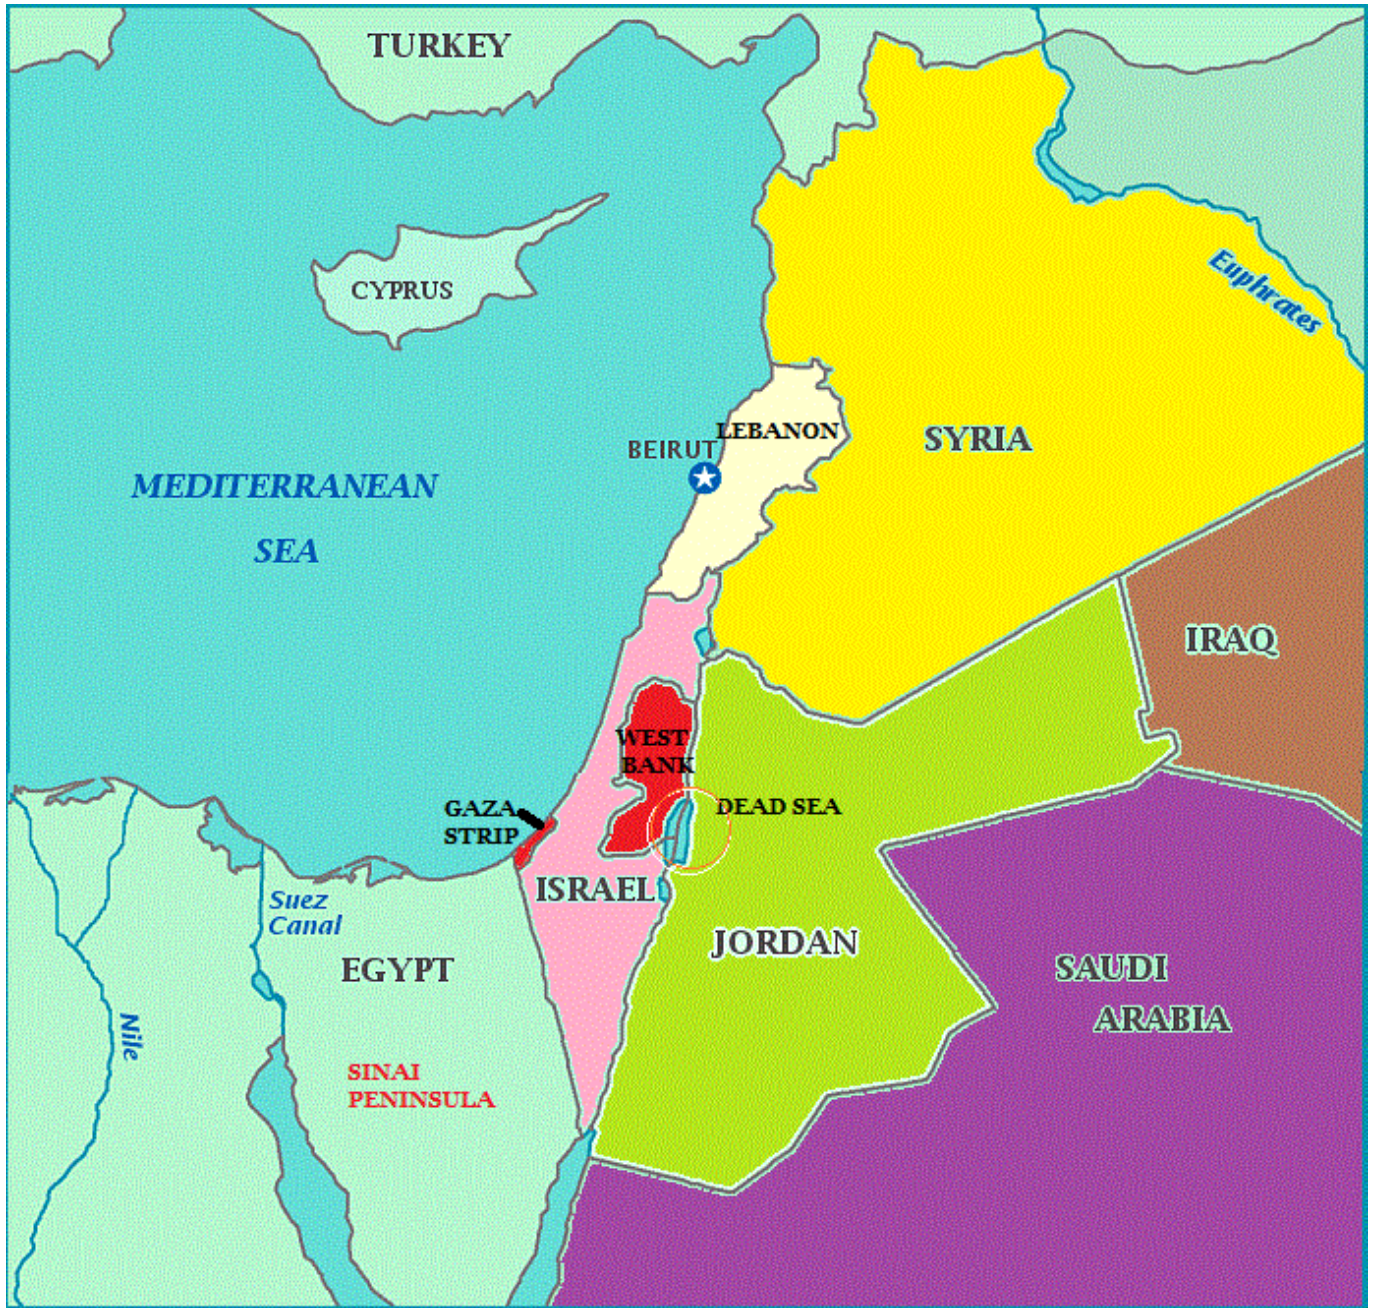 TURKEY
CYPRUS
Euphrates
LEBANON
BEIRUT
SYRIA
MEDITERRANEAN
SEA
IRAQ
WEST
BANK
GAZA
STRIP
DEAD SEA
ISRAEL
Suez
Canal
JORDAN
EGYPT
SAUDI
ARABIA
Nile
SINAI
PENINSULA